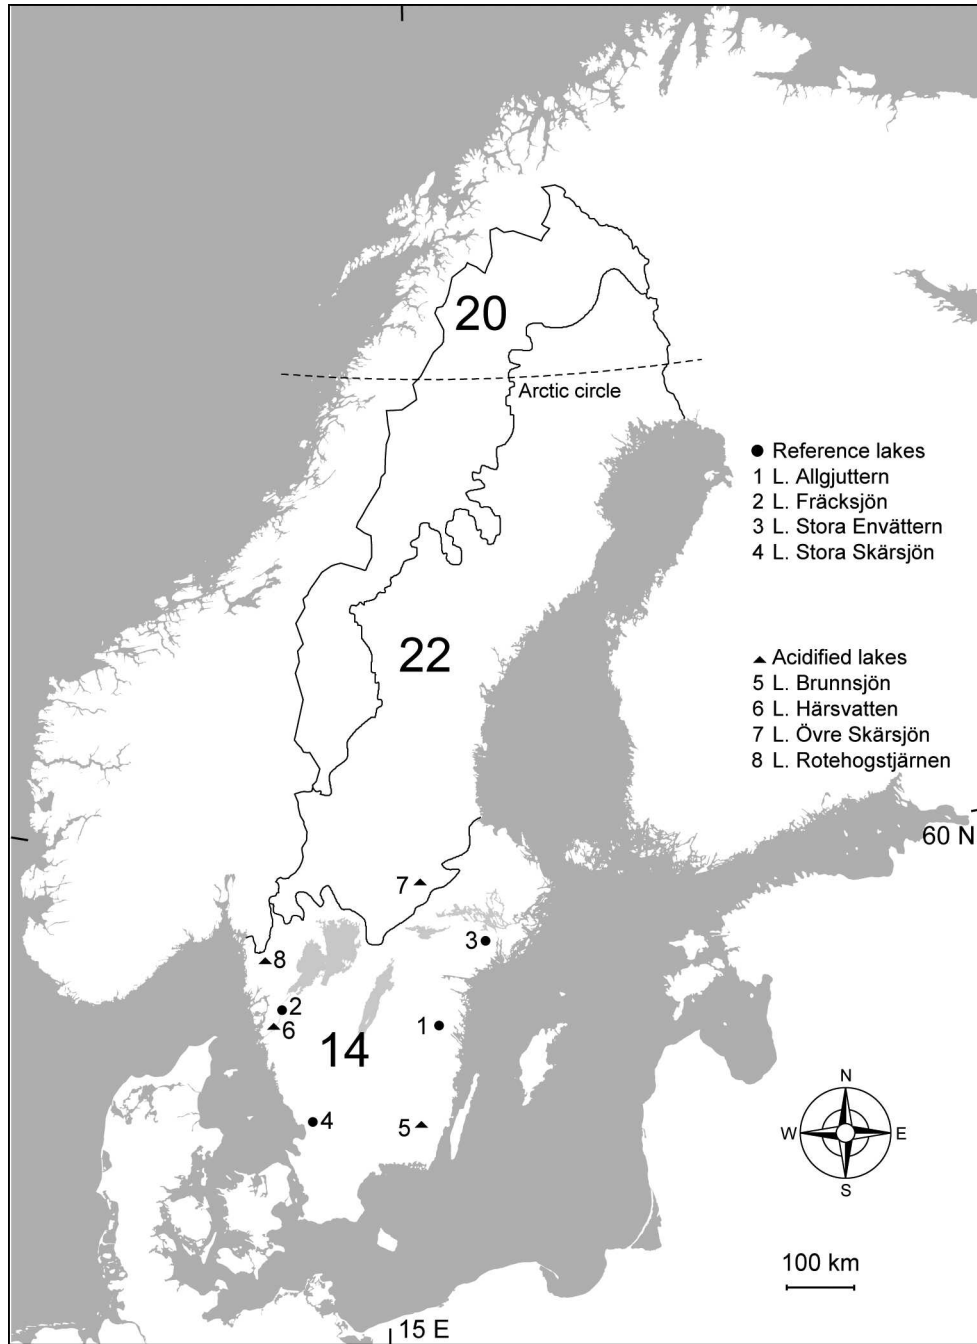 20
Arctic circle
● Reference lakes
1 L. Allgjuttern
2 L. Fräcksjön
3 L. Stora Envättern
4 L. Stora Skärsjön
22
▲ Acidified lakes
5 L. Brunnsjön
6 L. Härsvatten
7 L. Övre Skärsjön
8 L. Rotehogstjärnen
60 N
7
3
8
2
6
14
1
4
5
N
W
E
S
100 km
15 E